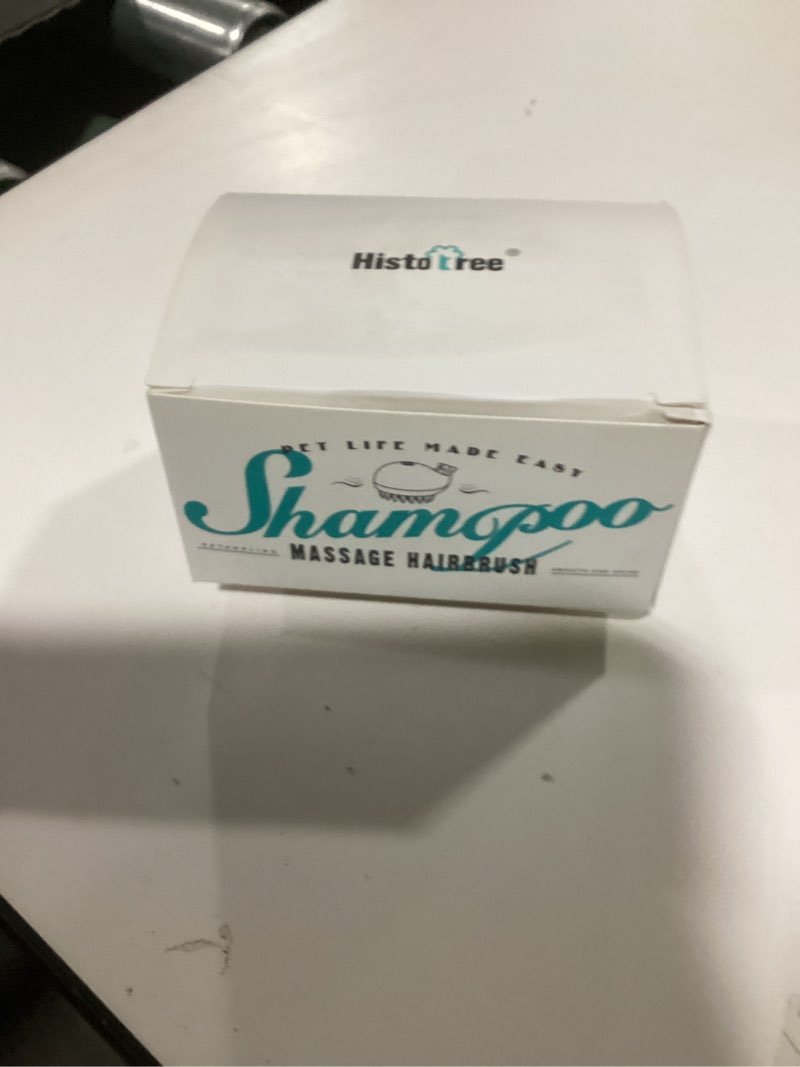 Histotree®
PET LIFE MADE EASY
Shampoo
MASSAGE HAIRBRUSH